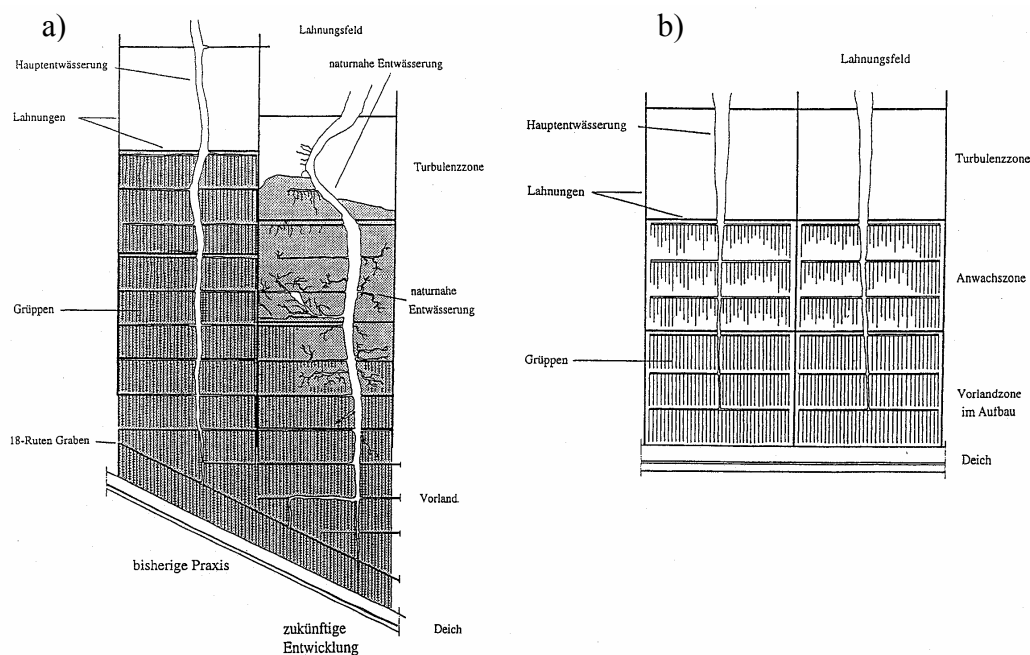 a)
Lahnungsfeld
Hauptentwässerung
naturnahe Entwässerung
Lahnungen
Turbulenzzone
naturnahe
Entwässerung
Grüppen
18-Ruten Graben
Vorland.
bisherige Praxis
zukünftige
Entwicklung
Deich
b)
Lahnungsfeld
Hauptentwässerung
Turbulenzzone
Lahnungen
Anwachszone
Grüppen
Vorlandzone
im Aufbau
Deich